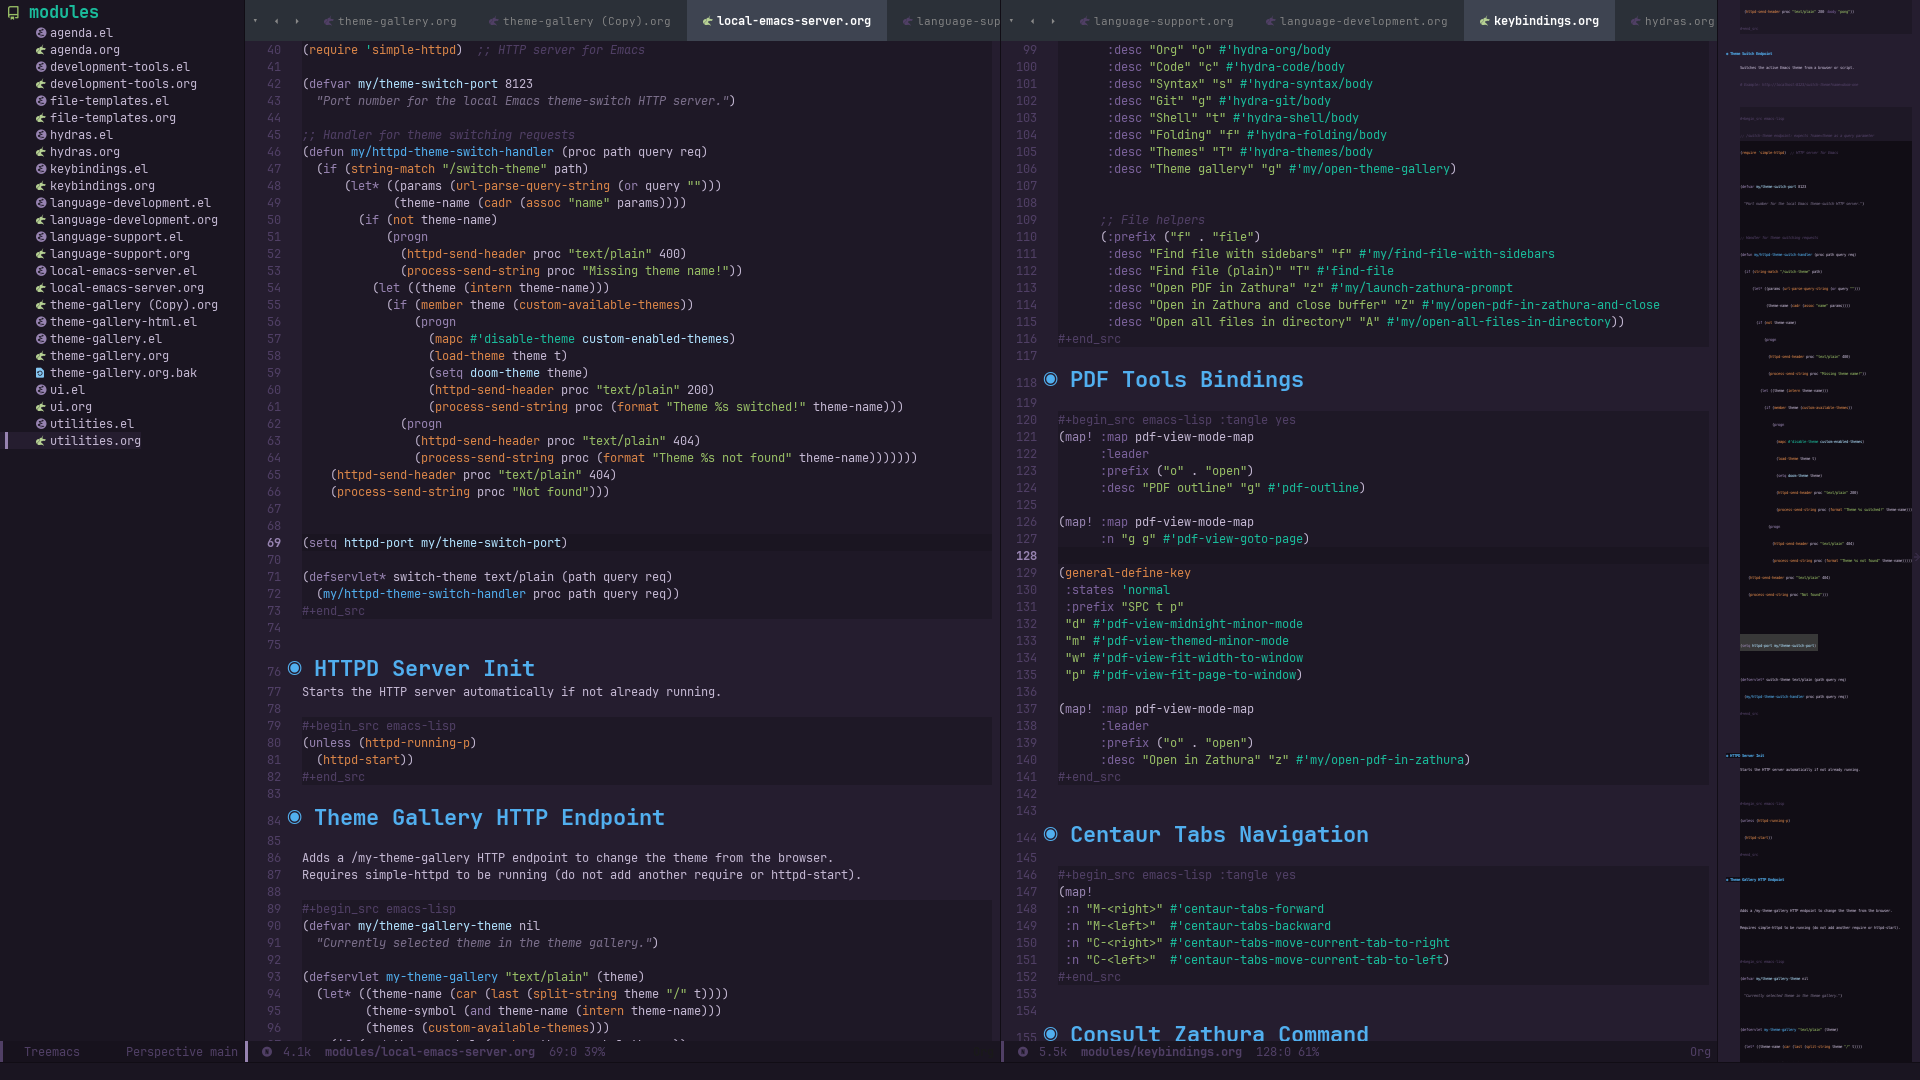 modules
agenda.el
agenda.org
development-tools.el
development-tools.org
file-templates.el
file-templates.org
hydras.el
hydras.org
keybindings.el
keybindings.org
language-development.el
language-development.org
language-support.el
language-support.org
local-emacs-server.el
local-emacs-server.org
theme-gallery (Copy).org
theme-gallery-html.el
theme-gallery.el
theme-gallery.org
theme-gallery.org.bak
ui.el
ui.org
utilities.el
utilities.org
Treemacs Perspective main
theme-gallery.org theme-gallery (Copy).org local-emacs-server.org language-sup
40 (require 'simple-httpd)  ;; HTTP server for Emacs
41
42 (defvar my/theme-switch-port 8123
43   "Port number for the local Emacs theme-switch HTTP server.")
44
45 ;; Handler for theme switching requests
46 (defun my/httpd-theme-switch-handler (proc path query req)
47   (if (string-match "/switch-theme" path)
48       (let* ((params (url-parse-query-string (or query "")))
49              (theme-name (cadr (assoc "name" params))))
50         (if (not theme-name)
51             (progn
52               (httpd-send-header proc "text/plain" 400)
53               (process-send-string proc "Missing theme name!"))
54           (let ((theme (intern theme-name)))
55             (if (member theme (custom-available-themes))
56                 (progn
57                   (mapc #'disable-theme custom-enabled-themes)
58                   (load-theme theme t)
59                   (setq doom-theme theme)
60                   (httpd-send-header proc "text/plain" 200)
61                   (process-send-string proc (format "Theme %s switched!" theme-name)))
62               (progn
63                 (httpd-send-header proc "text/plain" 404)
64                 (process-send-string proc (format "Theme %s not found" theme-name)))))))
65     (httpd-send-header proc "text/plain" 404)
66     (process-send-string proc "Not found")))
67
68
69 (setq httpd-port my/theme-switch-port)
70
71 (defservlet* switch-theme text/plain (path query req)
72   (my/httpd-theme-switch-handler proc path query req))
73 #+end_src
74
75
76 ◉ HTTPD Server Init
77 Starts the HTTP server automatically if not already running.
78
79 #+begin_src emacs-lisp
80 (unless (httpd-running-p)
81   (httpd-start))
82 #+end_src
83
84 ◉ Theme Gallery HTTP Endpoint
85
86 Adds a /my-theme-gallery HTTP endpoint to change the theme from the browser.
87 Requires simple-httpd to be running (do not add another require or httpd-start).
88
89 #+begin_src emacs-lisp
90 (defvar my/theme-gallery-theme nil
91   "Currently selected theme in the theme gallery.")
92
93 (defservlet my-theme-gallery "text/plain" (theme)
94   (let* ((theme-name (car (last (split-string theme "/" t))))
95          (theme-symbol (and theme-name (intern theme-name)))
96          (themes (custom-available-themes)))
4.1k modules/local-emacs-server.org 69:0 39%
language-support.org language-development.org keybindings.org hydras.org
99        :desc "Org" "o" #'hydra-org/body
100       :desc "Code" "c" #'hydra-code/body
101       :desc "Syntax" "s" #'hydra-syntax/body
102       :desc "Git" "g" #'hydra-git/body
103       :desc "Shell" "t" #'hydra-shell/body
104       :desc "Folding" "f" #'hydra-folding/body
105       :desc "Themes" "T" #'hydra-themes/body
106       :desc "Theme gallery" "g" #'my/open-theme-gallery)
107
108
109      ;; File helpers
110      (:prefix ("f" . "file")
111       :desc "Find file with sidebars" "f" #'my/find-file-with-sidebars
112       :desc "Find file (plain)" "T" #'find-file
113       :desc "Open PDF in Zathura" "z" #'my/launch-zathura-prompt
114       :desc "Open in Zathura and close buffer" "Z" #'my/open-pdf-in-zathura-and-close
115       :desc "Open all files in directory" "A" #'my/open-all-files-in-directory))
116 #+end_src
117
118 ◉ PDF Tools Bindings
119
120 #+begin_src emacs-lisp :tangle yes
121 (map! :map pdf-view-mode-map
122       :leader
123       :prefix ("o" . "open")
124       :desc "PDF outline" "g" #'pdf-outline)
125
126 (map! :map pdf-view-mode-map
127       :n "g g" #'pdf-view-goto-page)
128
129 (general-define-key
130  :states 'normal
131  :prefix "SPC t p"
132  "d" #'pdf-view-midnight-minor-mode
133  "m" #'pdf-view-themed-minor-mode
134  "w" #'pdf-view-fit-width-to-window
135  "p" #'pdf-view-fit-page-to-window)
136
137 (map! :map pdf-view-mode-map
138       :leader
139       :prefix ("o" . "open")
140       :desc "Open in Zathura" "z" #'my/open-pdf-in-zathura)
141 #+end_src
142
143
144 ◉ Centaur Tabs Navigation
145
146 #+begin_src emacs-lisp :tangle yes
147 (map!
148  :n "M-<right>" #'centaur-tabs-forward
149  :n "M-<left>"  #'centaur-tabs-backward
150  :n "C-<right>" #'centaur-tabs-move-current-tab-to-right
151  :n "C-<left>"  #'centaur-tabs-move-current-tab-to-left)
152 #+end_src
153
154
155 ◉ Consult Zathura Command
5.5k modules/keybindings.org 128:0 61% Org